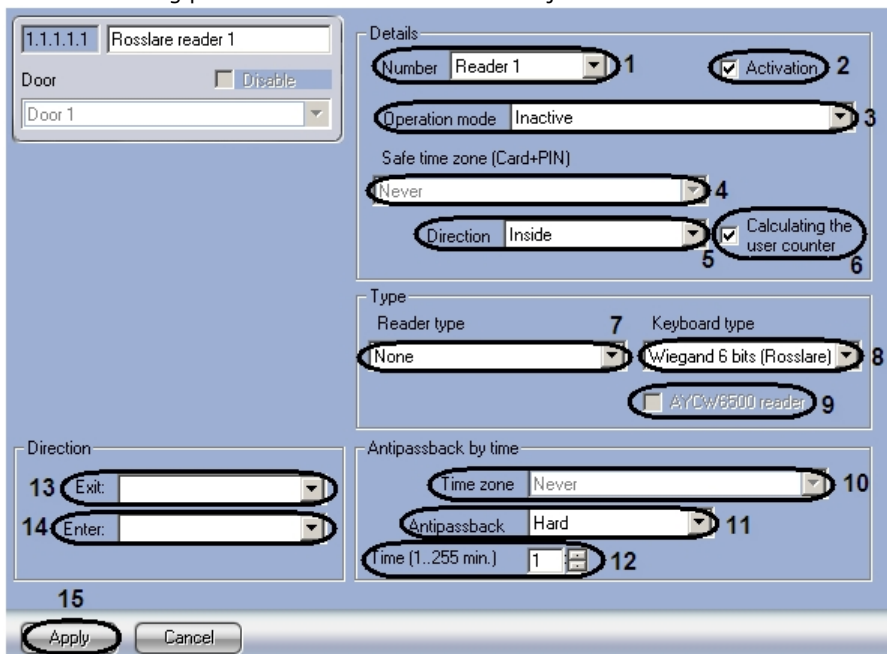 1.1.1.1.1 Rosslare reader 1
Door Disable
Door 1
Details
Number Reader 1 1 Activation 2
Operation mode Inactive 3
Safe time zone (Card+PIN)
Never 4
Direction Inside 5 Calculating the
user counter 6
Type
Reader type 7 Keyboard type
None Wiegand 6 bits (Rosslare) 8
AYCW6500 reader 9
Direction
13 Exit:
14 Enter:
Antipassback by time
Time zone Never 10
Antipassback Hard 11
Time (1..255 min.) 1 12
15
Apply Cancel